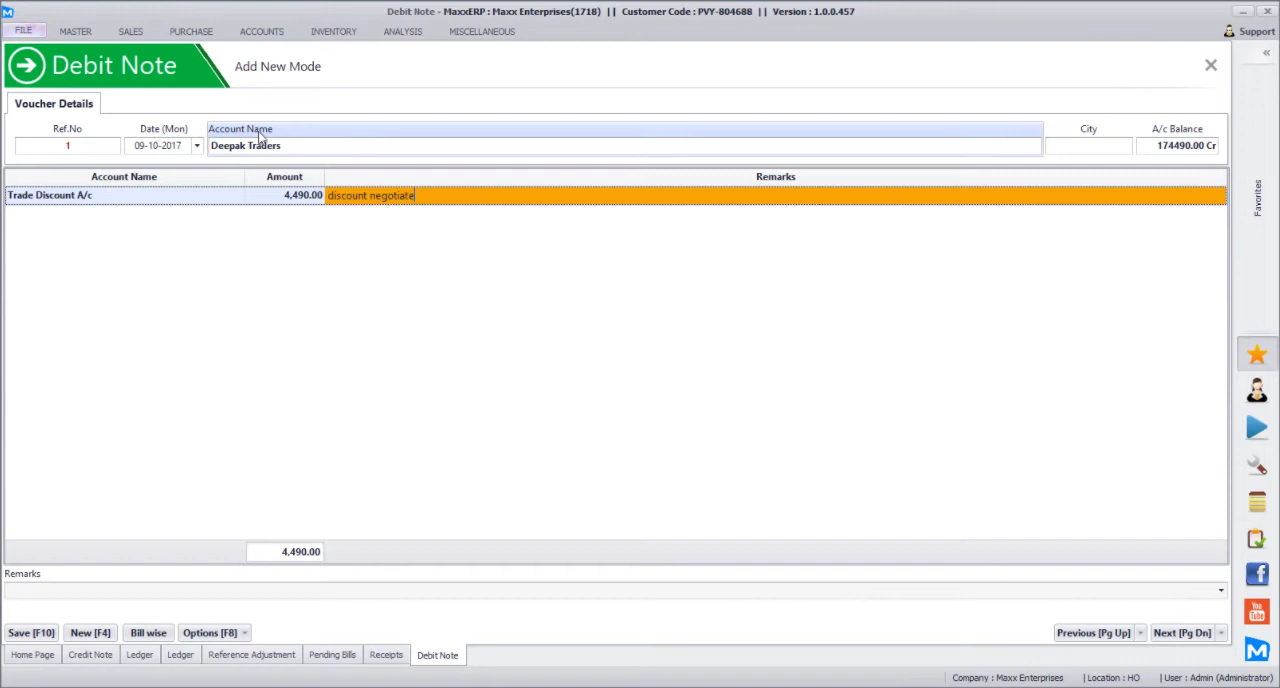 Debit Note - MaxxERP : Maxx Enterprises(1718) || Customer Code : PVY-804688 || Version : 1.0.0.457
FILE MASTER SALES PURCHASE ACCOUNTS INVENTORY ANALYSIS MISCELLANEOUS Support
Debit Note Add New Mode
Voucher Details
Ref.No Date (Mon) Account Name City A/c Balance
1 09-10-2017 Deepak Traders 174490.00 Cr
Account Name Amount Remarks
Trade Discount A/c 4,490.00 discount negotiate
Favorites
4,490.00
Remarks
You
Tube
Save [F10] New [F4] Bill wise Options [F8] Previous [Pg Up] Next [Pg Dn]
Home Page Credit Note Ledger Ledger Reference Adjustment Pending Bills Receipts Debit Note
Company : Maxx Enterprises | Location : HO | User : Admin (Administrator)